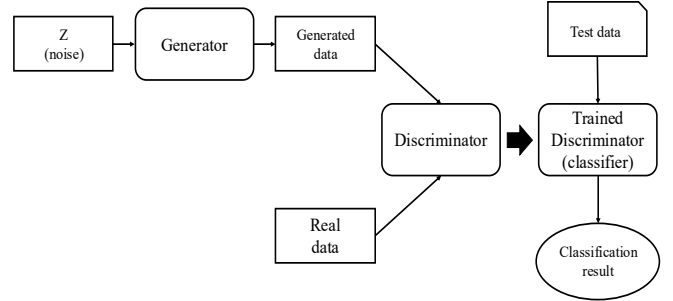 Z
(noise)
Generator
Generated
data
Test data
Discriminator
Trained
Discriminator
(classifier)
Real
data
Classification
result